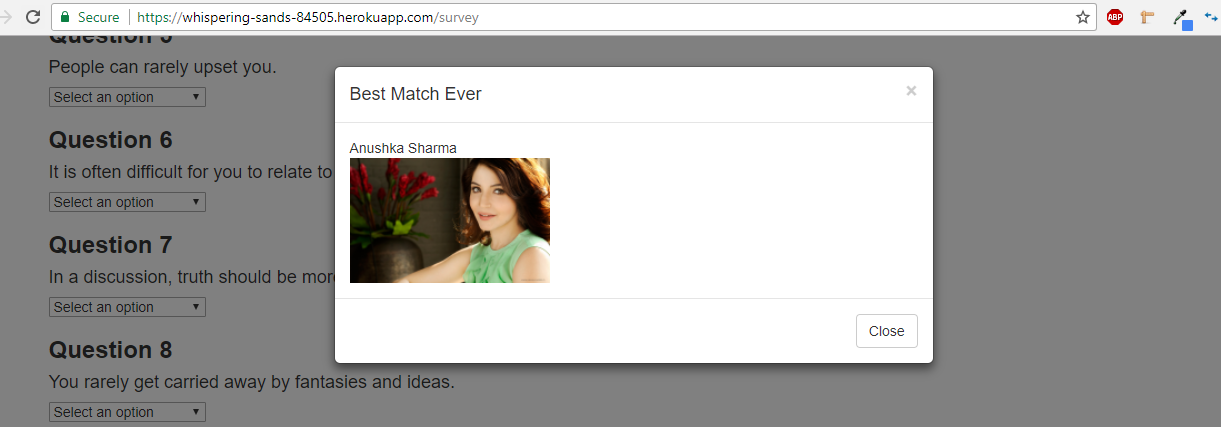 Secure https://whispering-sands-84505.herokuapp.com/survey
ABP
Question 5
People can rarely upset you.
Select an option
Question 6
It is often difficult for you to relate to
Select an option
Question 7
In a discussion, truth should be more
Select an option
Question 8
You rarely get carried away by fantasies and ideas.
Select an option
Best Match Ever
×
Anushka Sharma
Close